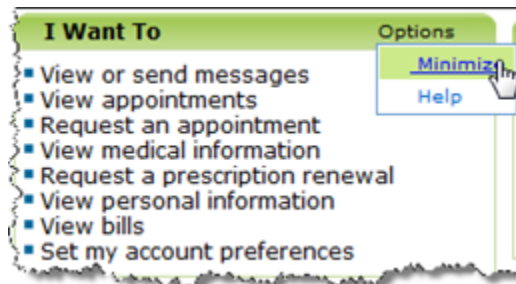 I Want To
Options
Minimize
Help
View or send messages
View appointments
Request an appointment
View medical information
Request a prescription renewal
View personal information
View bills
Set my account preferences